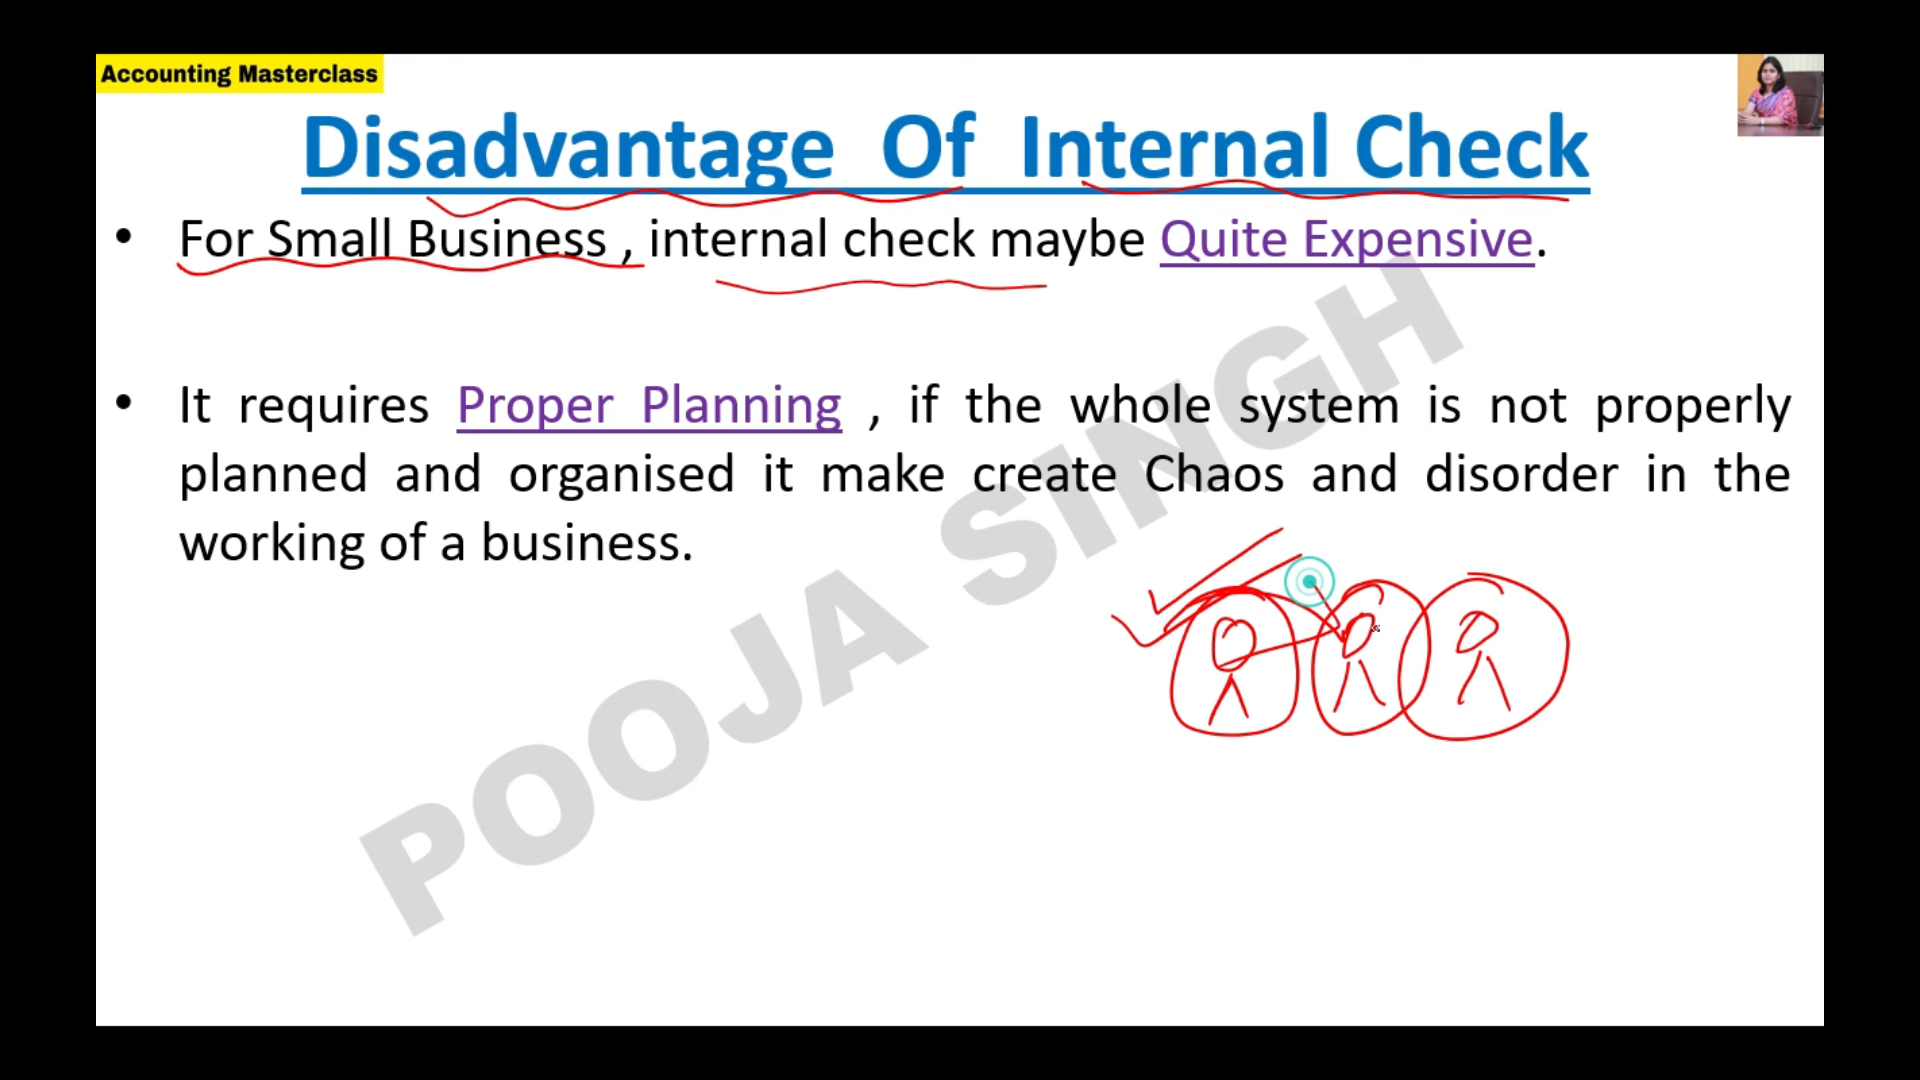 Accounting Masterclass
Disadvantage Of Internal Check
• For Small Business , internal check maybe Quite Expensive.
• It requires Proper Planning , if the whole system is not properly
planned and organised it make create Chaos and disorder in the
working of a business.
POOJA SINGH